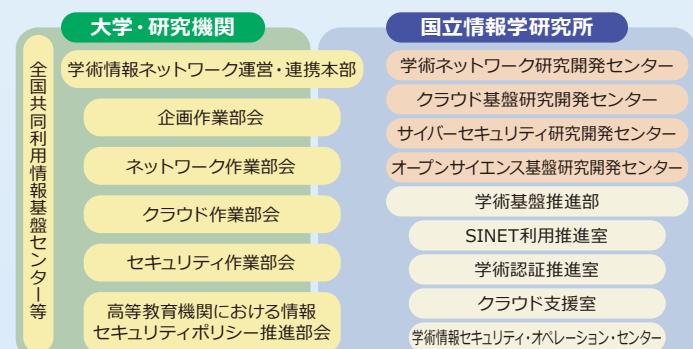 大学・研究機関
全国共同利用情報基盤センター等
学術情報ネットワーク運営・連携本部
企画作業部会
ネットワーク作業部会
クラウド作業部会
セキュリティ作業部会
高等教育機関における情報
セキュリティポリシー推進部会
国立情報学研究所
学術ネットワーク研究開発センター
クラウド基盤研究開発センター
サイバーセキュリティ研究開発センター
オープンサイエンス基盤研究開発センター
学術基盤推進部
SINET利用推進室
学術認証推進室
クラウド支援室
学術情報セキュリティ・オペレーション・センター